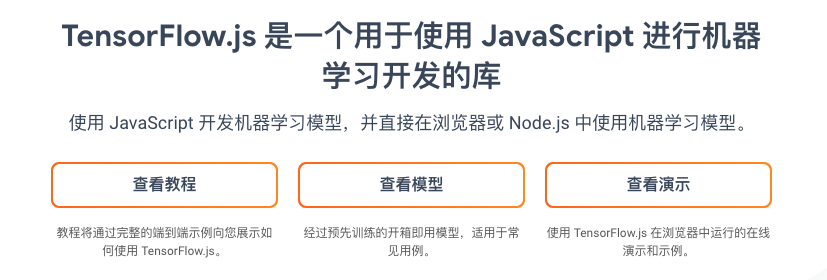 TensorFlow.js 是一个用于使用 JavaScript 进行机器
学习开发的库
使用 JavaScript 开发机器学习模型，并直接在浏览器或 Node.js 中使用机器学习模型。
查看教程
教程将通过完整的端到端示例向您展示如
何使用 TensorFlow.js。
查看模型
经过预先训练的开箱即用模型，适用于常
见用例。
查看演示
使用 TensorFlow.js 在浏览器中运行的在线
演示和示例。